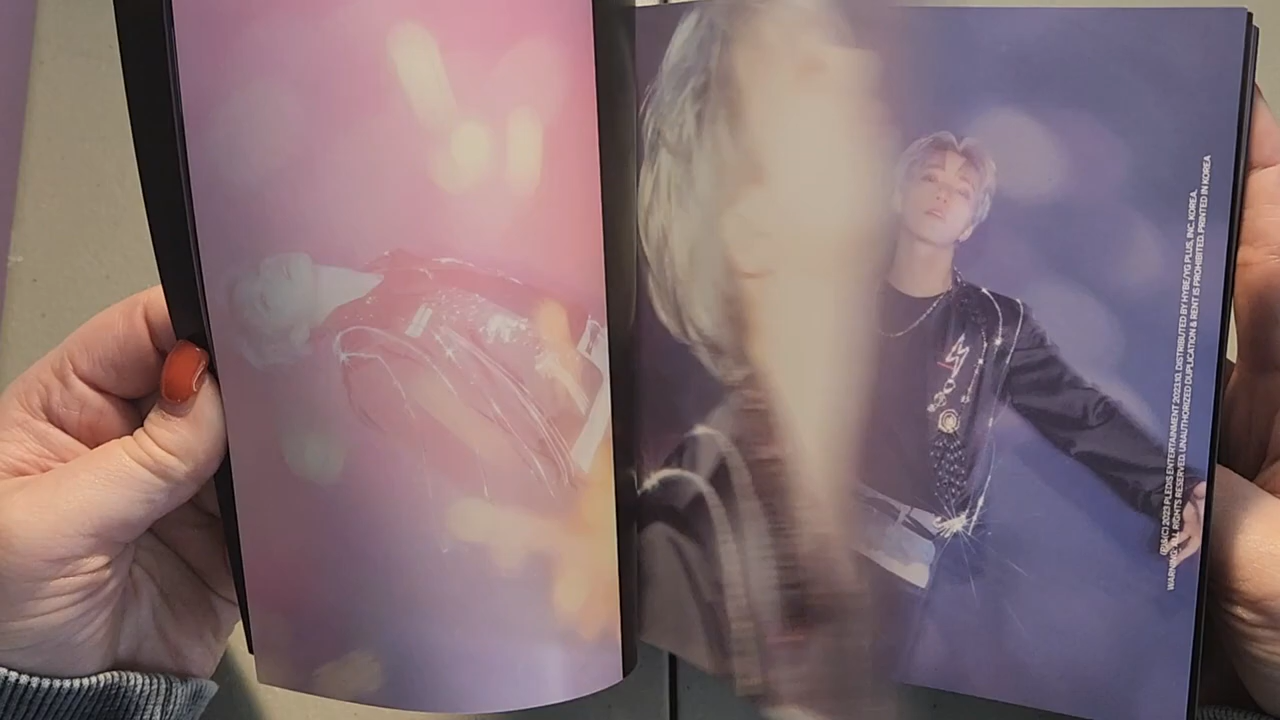 (P)&(C) 2023 PLEDIS ENTERTAINMENT 2023.10. DISTRIBUTED BY HYBE/YG PLUS, INC. KOREA.
WARNING: ALL RIGHTS RESERVED. UNAUTHORIZED DUPLICATION & RENT IS PROHIBITED. PRINTED IN KOREA